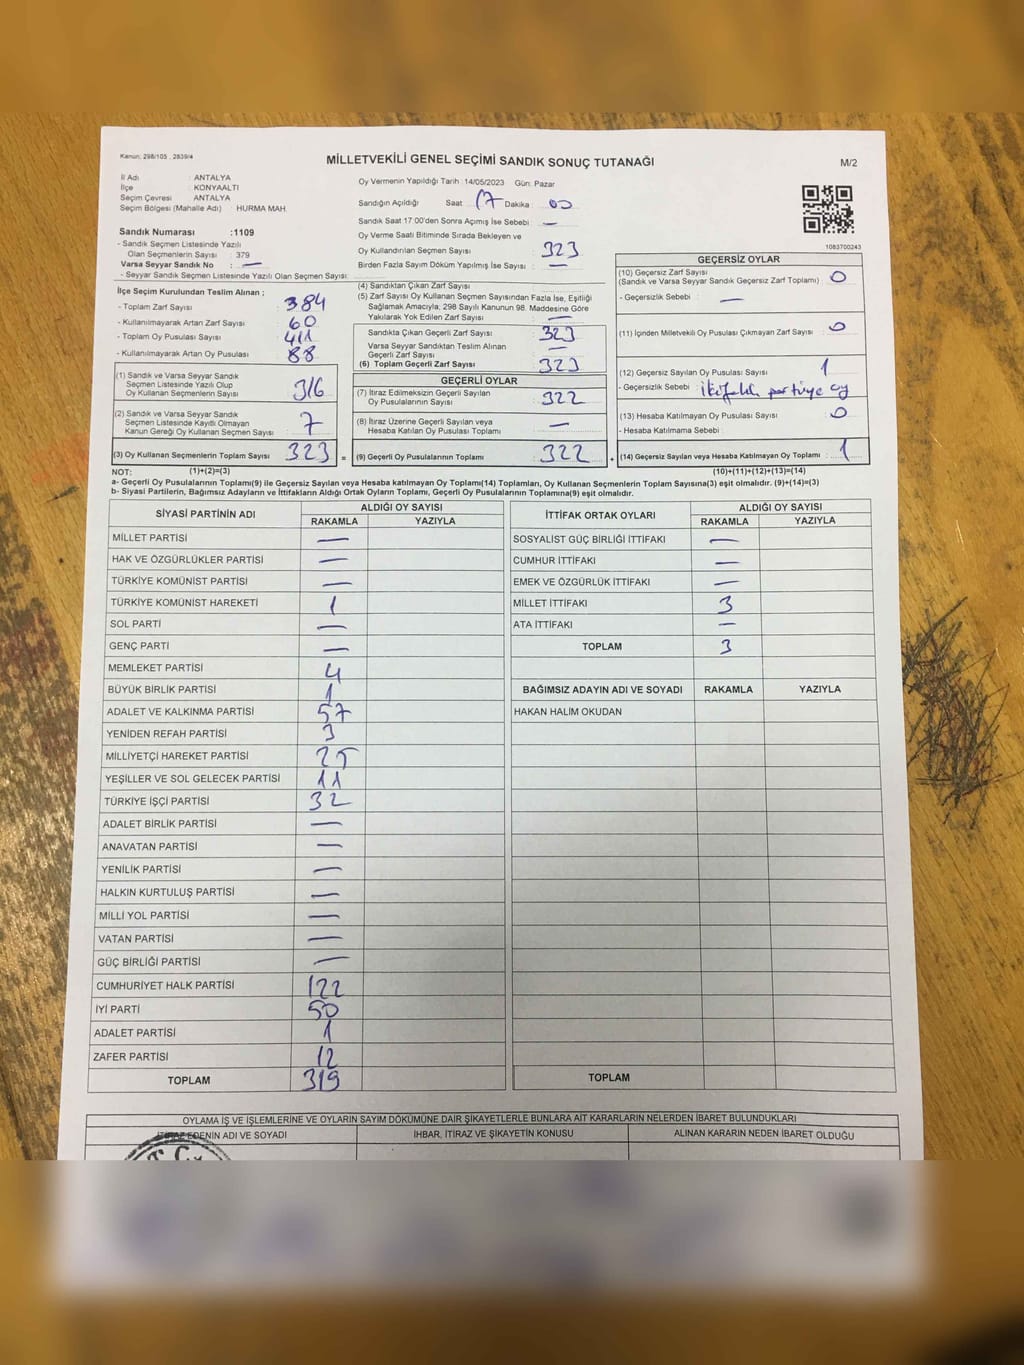 Kanun: 298/105 , 2839/4
MİLLETVEKİLİ GENEL SEÇİMİ SANDIK SONUÇ TUTANAĞI
M/2
İl Adı : ANTALYA
İlçe : KONYAALTI
Seçim Çevresi : ANTALYA
Seçim Bölgesi (Mahalle Adı) : HURMA MAH.
Sandık Numarası :1109
- Sandık Seçmen Listesinde Yazılı
Olan Seçmenlerin Sayısı : 379
Varsa Seyyar Sandık No : —
- Seyyar Sandık Seçmen Listesinde Yazılı Olan Seçmen Sayısı:
Oy Vermenin Yapıldığı Tarih :14/05/2023 Gün: Pazar
Sandığın Açıldığı Saat 17 Dakika : 00
Sandık Saat 17:00'den Sonra Açımış İse Sebebi : —
Oy Verme Saati Bitiminde Sırada Bekleyen ve
Oy Kullandırılan Seçmen Sayısı : 323
Birden Fazla Sayım Döküm Yapılmış İse Sayısı : —
1083700243
İlçe Seçim Kurulundan Teslim Alınan ;
- Toplam Zarf Sayısı : 384
- Kullanılmayarak Artan Zarf Sayısı : 60
- Toplam Oy Pusulası Sayısı : 411
- Kullanılmayarak Artan Oy Pusulası : 88
(1) Sandık ve Varsa Seyyar Sandık
Seçmen Listesinde Yazılı Olup
Oy Kullanan Seçmenlerin Sayısı : 316
(2) Sandık ve Varsa Seyyar Sandık
Seçmen Listesinde Kayıtlı Olmayan
Kanun Gereği Oy Kullanan Seçmen Sayısı : 7
(3) Oy Kullanan Seçmenlerin Toplam Sayısı : 323 =
(4) Sandıktan Çıkan Zarf Sayısı :
(5) Zarf Sayısı Oy Kullanan Seçmen Sayısından Fazla İse, Eşitliği
Sağlamak Amacıyla; 298 Sayılı Kanunun 98. Maddesine Göre
Yakılarak Yok Edilen Zarf Sayısı : —
Sandıkta Çıkan Geçerli Zarf Sayısı : 323
Varsa Seyyar Sandıktan Teslim Alınan
Geçerli Zarf Sayısı : —
(6) Toplam Geçerli Zarf Sayısı : 323
GEÇERLİ OYLAR
(7) İtiraz Edilmeksizin Geçerli Sayılan
Oy Pusulalarının Sayısı : 322
(8) İtiraz Üzerine Geçerli Sayılan veya
Hesaba Katılan Oy Pusulası Toplamı : —
(9) Geçerli Oy Pusulalarının Toplamı : 322 +
GEÇERSİZ OYLAR
(10) Geçersiz Zarf Sayısı
(Sandık ve Varsa Seyyar Sandık Geçersiz Zarf Toplamı) : 0
- Geçersizlik Sebebi : —
(11) İçinden Milletvekili Oy Pusulası Çıkmayan Zarf Sayısı : 0
(12) Geçersiz Sayılan Oy Pusulası Sayısı : 1
- Geçersizlik Sebebi : partiye oy
(13) Hesaba Katılmayan Oy Pusulası Sayısı : 0
- Hesaba Katılmama Sebebi :
(14) Geçersiz Sayılan veya Hesaba Katılmayan Oy Toplamı : 1
NOT: (1)+(2)=(3) (10)+(11)+(12)+(13)=(14)
a- Geçerli Oy Pusulalarının Toplamı(9) ile Geçersiz Sayılan veya Hesaba katılmayan Oy Toplamı(14) Toplamları, Oy Kullanan Seçmenlerin Toplam Sayısına(3) eşit olmalıdır. (9)+(14)=(3)
b- Siyasi Partilerin, Bağımsız Adayların ve İttifakların Aldığı Ortak Oyların Toplamı, Geçerli Oy Pusulalarının Toplamına(9) eşit olmalıdır.
SİYASİ PARTİNİN ADI ALDIĞI OY SAYISI
RAKAMLA YAZIYLA
MİLLET PARTİSİ —
HAK VE ÖZGÜRLÜKLER PARTİSİ —
TÜRKİYE KOMÜNİST PARTİSİ —
TÜRKİYE KOMÜNİST HAREKETİ 1
SOL PARTİ —
GENÇ PARTİ —
MEMLEKET PARTİSİ 4
BÜYÜK BİRLİK PARTİSİ 1
ADALET VE KALKINMA PARTİSİ 57
YENİDEN REFAH PARTİSİ 3
MİLLİYETÇİ HAREKET PARTİSİ 25
YEŞİLLER VE SOL GELECEK PARTİSİ 11
TÜRKİYE İŞÇİ PARTİSİ 32
ADALET BİRLİK PARTİSİ —
ANAVATAN PARTİSİ —
YENİLİK PARTİSİ —
HALKIN KURTULUŞ PARTİSİ —
MİLLİ YOL PARTİSİ —
VATAN PARTİSİ —
GÜÇ BİRLİĞİ PARTİSİ —
CUMHURİYET HALK PARTİSİ 122
İYİ PARTİ 50
ADALET PARTİSİ 1
ZAFER PARTİSİ 12
TOPLAM 319
İTTİFAK ORTAK OYLARI ALDIĞI OY SAYISI
RAKAMLA YAZIYLA
SOSYALİST GÜÇ BİRLİĞİ İTTİFAKI —
CUMHUR İTTİFAKI —
EMEK VE ÖZGÜRLÜK İTTİFAKI —
MİLLET İTTİFAKI 3
ATA İTTİFAKI —
TOPLAM 3
BAĞIMSIZ ADAYIN ADI VE SOYADI RAKAMLA YAZIYLA
HAKAN HALİM OKUDAN
TOPLAM
OYLAMA İŞ VE İŞLEMLERİNE VE OYLARIN SAYIM DÖKÜMÜNE DAİR ŞİKAYETLERLE BUNLARA AİT KARARLARIN NELERDEN İBARET BULUNDUKLARI
İTİRAZ EDENİN ADI VE SOYADI İHBAR, İTİRAZ VE ŞİKAYETİN KONUSU ALINAN KARARIN NEDEN İBARET OLDUĞU
T.C.